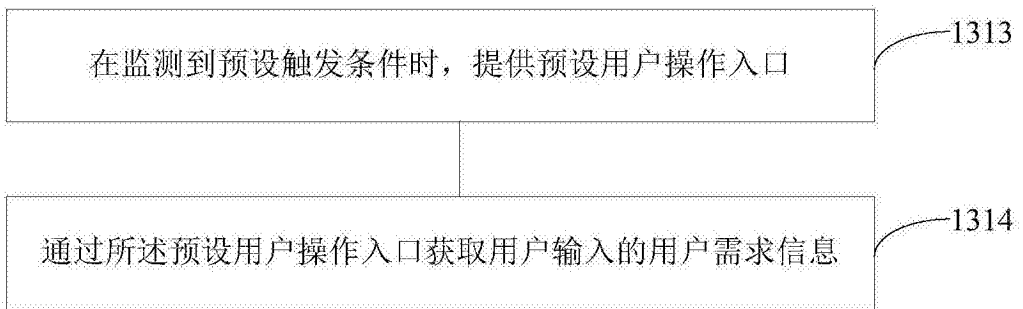 在监测到预设触发条件时，提供预设用户操作入口
1313
通过所述预设用户操作入口获取用户输入的用户需求信息
1314